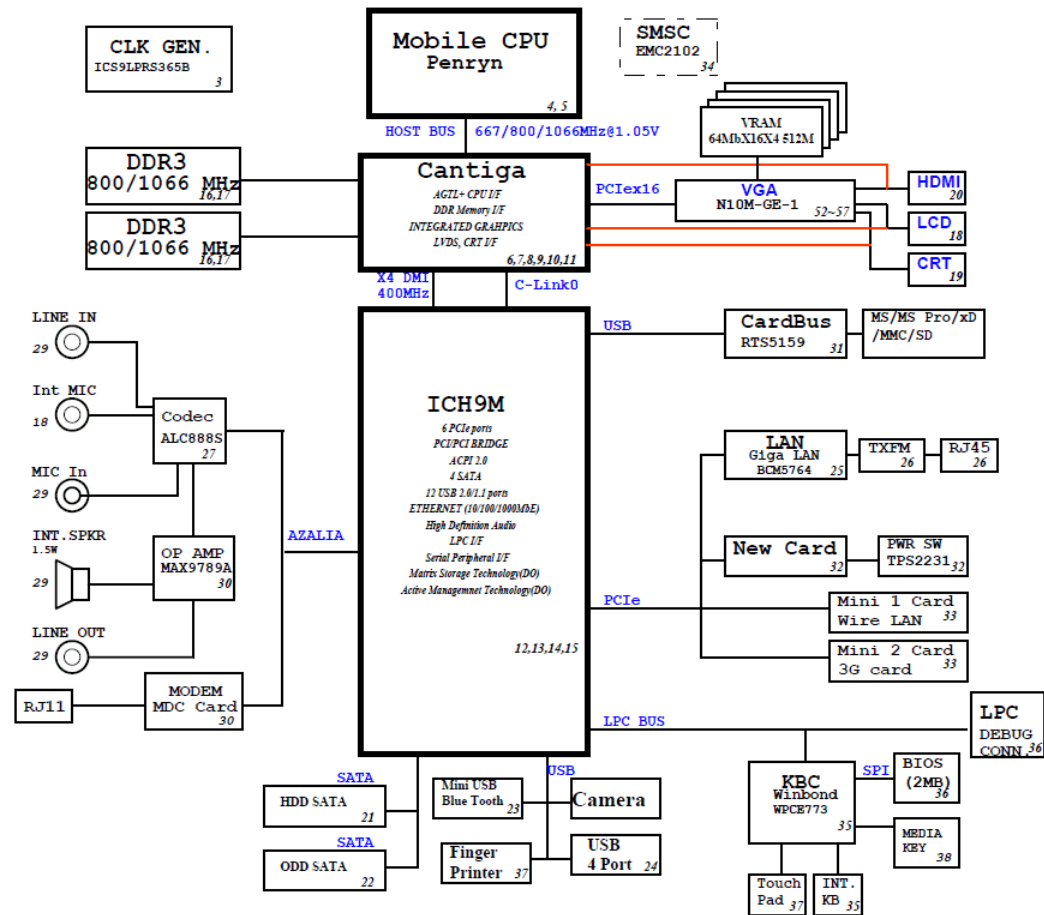 CLK GEN.
ICS9LPRS365B
3
Mobile CPU
Penryn
4, 5
SMSC
EMC2102
34
HOST BUS
667/800/1066MHz@1.05V
VRAM
64MbX16X4 512M
DDR3
800/1066 MHz
16,17
DDR3
800/1066 MHz
16,17
Cantiga
AGTL+ CPU I/F
DDR Memory I/F
INTEGRATED GRAHPICS
LVDS, CRT I/F
6,7,8,9,10,11
PCIex16
VGA
N10M-GE-1
52~57
HDMI
20
LCD
18
CRT
19
X4 DMI
400MHz
C-Link0
LINE IN
29
Int MIC
18
Codec
ALC888S
27
MIC In
29
INT.SPKR
1.5W
29
OP AMP
MAX9789A
30
LINE OUT
29
RJ11
MODEM
MDC Card
30
AZALIA
ICH9M
6 PCIe ports
PCI/PCI BRIDGE
ACPI 2.0
4 SATA
12 USB 2.0/1.1 ports
ETHERNET (10/100/1000MbE)
High Definition Audio
LPC I/F
Serial Peripheral I/F
Matrix Storage Technology(DO)
Active Managemnet Technology(DO)
12,13,14,15
USB
CardBus
RTS5159
31
MS/MS Pro/xD
/MMC/SD
LAN
Giga LAN
BCM5764
25
TXFM
26
RJ45
26
New Card
32
PWR SW
TPS2231
32
PCIe
Mini 1 Card
Wire LAN
33
Mini 2 Card
3G card
33
LPC BUS
LPC
DEBUG
CONN.
36
KBC
Winbond
WPCE773
35
SPI
BIOS
(2MB)
36
MEDIA
KEY
38
Touch
Pad
37
INT.
KB
35
SATA
HDD SATA
21
SATA
ODD SATA
22
USB
Mini USB
Blue Tooth
23
Camera
Finger
Printer
37
USB
4 Port
24